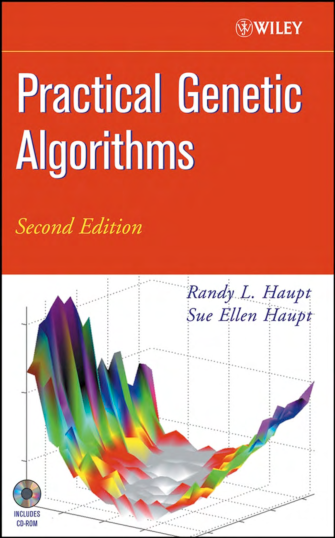 WILEY
Practical Genetic
Algorithms
Second Edition
Randy L. Haupt
Sue Ellen Haupt
INCLUDES
CD-ROM